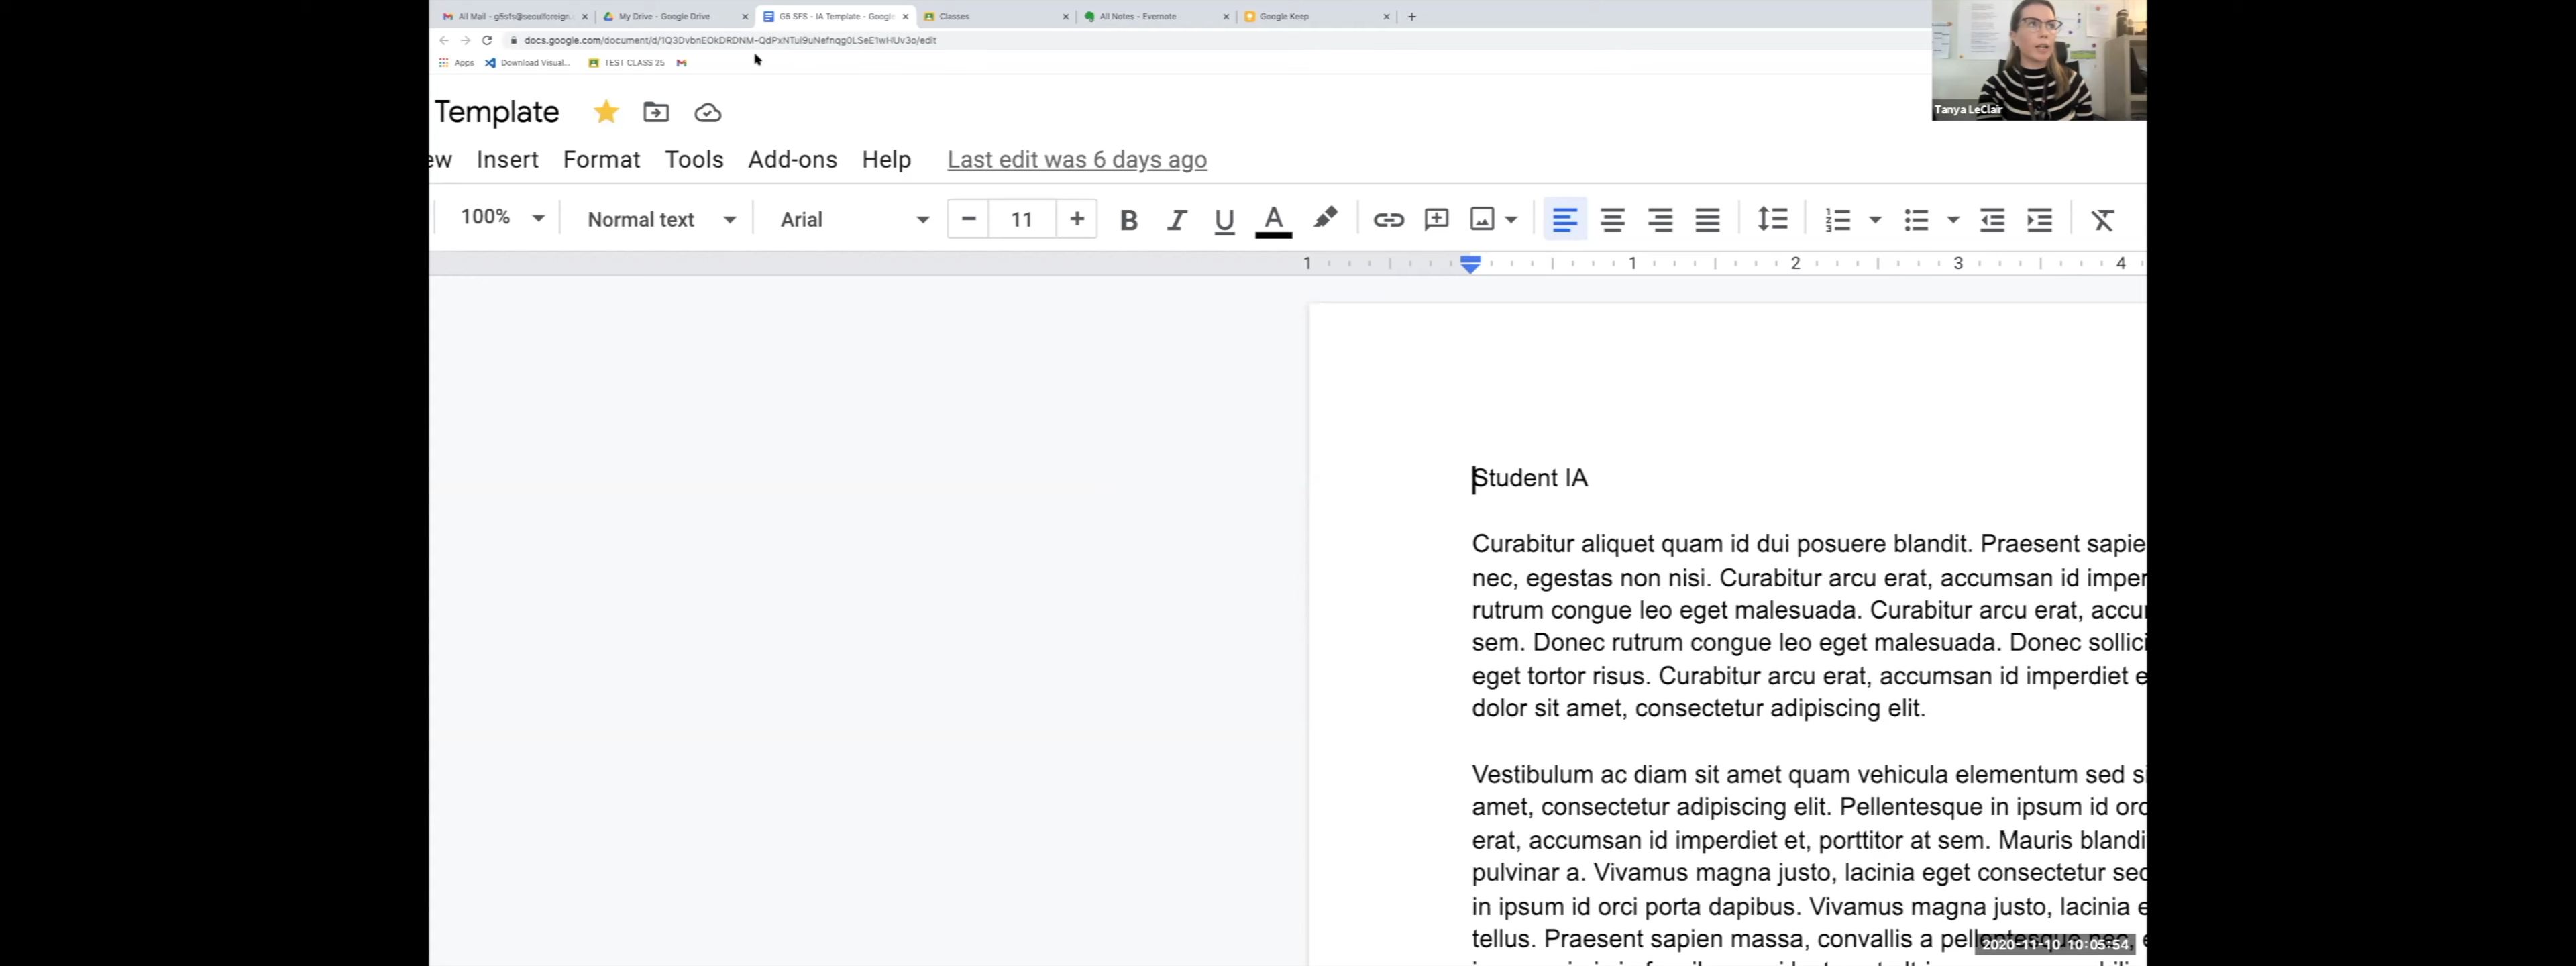 All Mail - g5sfs@seoulforeign.
My Drive - Google Drive
G5 SFS - IA Template - Google
Classes
All Notes - Evernote
Google Keep
docs.google.com/document/d/1Q3DvbnEOkDRDNM-QdPxNTui9uNefnqg0LSeE1wHUv3o/edit
Apps
Download Visual...
TEST CLASS 25
Tanya LeClair
Template
ew Insert Format Tools Add-ons Help Last edit was 6 days ago
100% Normal text Arial 11
1 1 2 3 4
Student IA
Curabitur aliquet quam id dui posuere blandit. Praesent sapie
nec, egestas non nisi. Curabitur arcu erat, accumsan id imper
rutrum congue leo eget malesuada. Curabitur arcu erat, accu
sem. Donec rutrum congue leo eget malesuada. Donec sollici
eget tortor risus. Curabitur arcu erat, accumsan id imperdiet e
dolor sit amet, consectetur adipiscing elit.
Vestibulum ac diam sit amet quam vehicula elementum sed si
amet, consectetur adipiscing elit. Pellentesque in ipsum id orc
erat, accumsan id imperdiet et, porttitor at sem. Mauris blandi
pulvinar a. Vivamus magna justo, lacinia eget consectetur sec
in ipsum id orci porta dapibus. Vivamus magna justo, lacinia e
tellus. Praesent sapien massa, convallis a pellentesque nec, e
2020-11-10 10:05:54